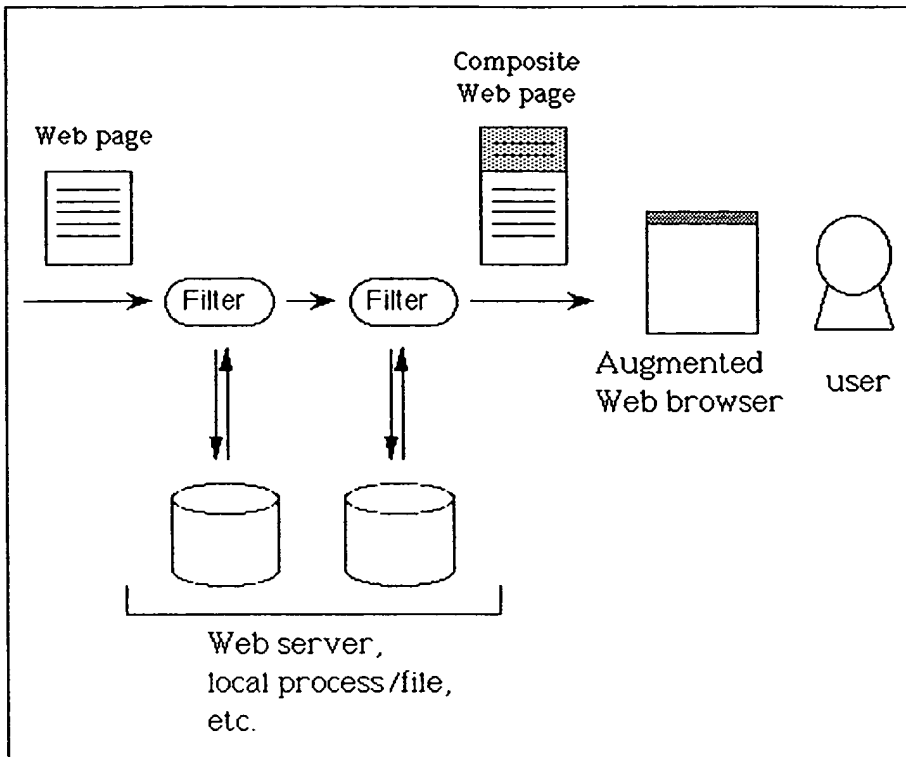 Composite
Web page
Web page
Filter
Filter
Augmented
Web browser
user
Web server,
local process/file,
etc.